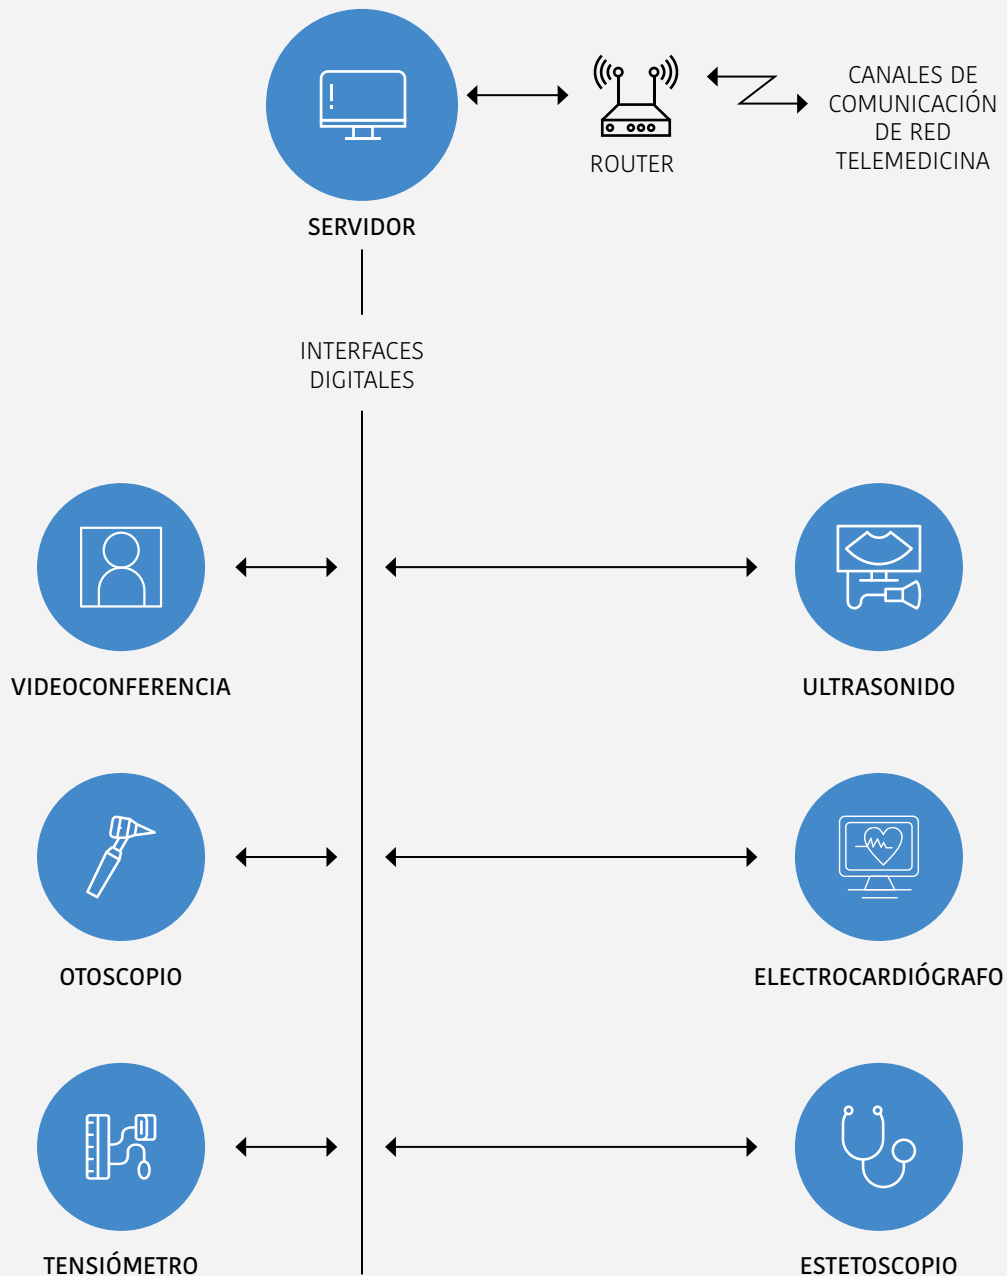 CANALES DE
COMUNICACIÓN
DE RED
TELEMEDICINA
ROUTER
SERVIDOR
INTERFACES
DIGITALES
VIDEOCONFERENCIA
ULTRASONIDO
OTOSCOPIO
ELECTROCARDIÓGRAFO
TENSIÓMETRO
ESTETOSCOPIO